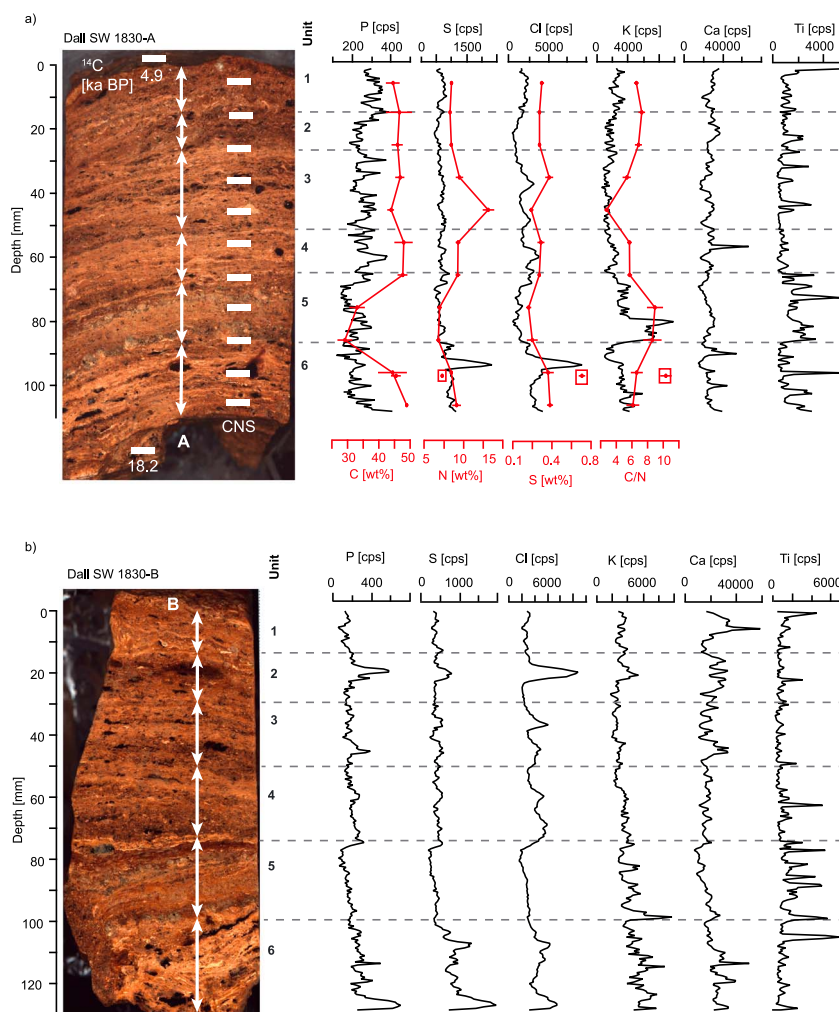 a)
Dall SW 1830-A
Unit
P [cps] S [cps] Cl [cps] K [cps] Ca [cps] Ti [cps]
200 400 0 1500 0 5000 0 4000 0 40000 0 4000
14C
[ka BP] 4.9
0
20
40
60
80
100
Depth [mm]
1
2
3
4
5
6
A
CNS
18.2
30 40 50 5 10 15 0.1 0.4 0.8 4 6 8 10
C [wt%] N [wt%] S [wt%] C/N
b)
Dall SW 1830-B
Unit
P [cps] S [cps] Cl [cps] K [cps] Ca [cps] Ti [cps]
0 400 0 1000 0 6000 0 6000 0 40000 0 6000
B
0
20
40
60
80
100
120
Depth [mm]
1
2
3
4
5
6